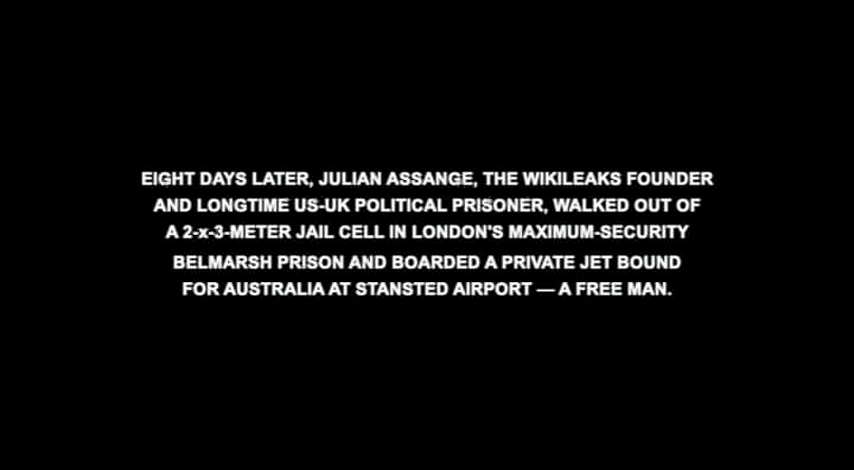 EIGHT DAYS LATER, JULIAN ASSANGE, THE WIKILEAKS FOUNDER
AND LONGTIME US-UK POLITICAL PRISONER, WALKED OUT OF
A 2-x-3-METER JAIL CELL IN LONDON'S MAXIMUM-SECURITY
BELMARSH PRISON AND BOARDED A PRIVATE JET BOUND
FOR AUSTRALIA AT STANSTED AIRPORT — A FREE MAN.